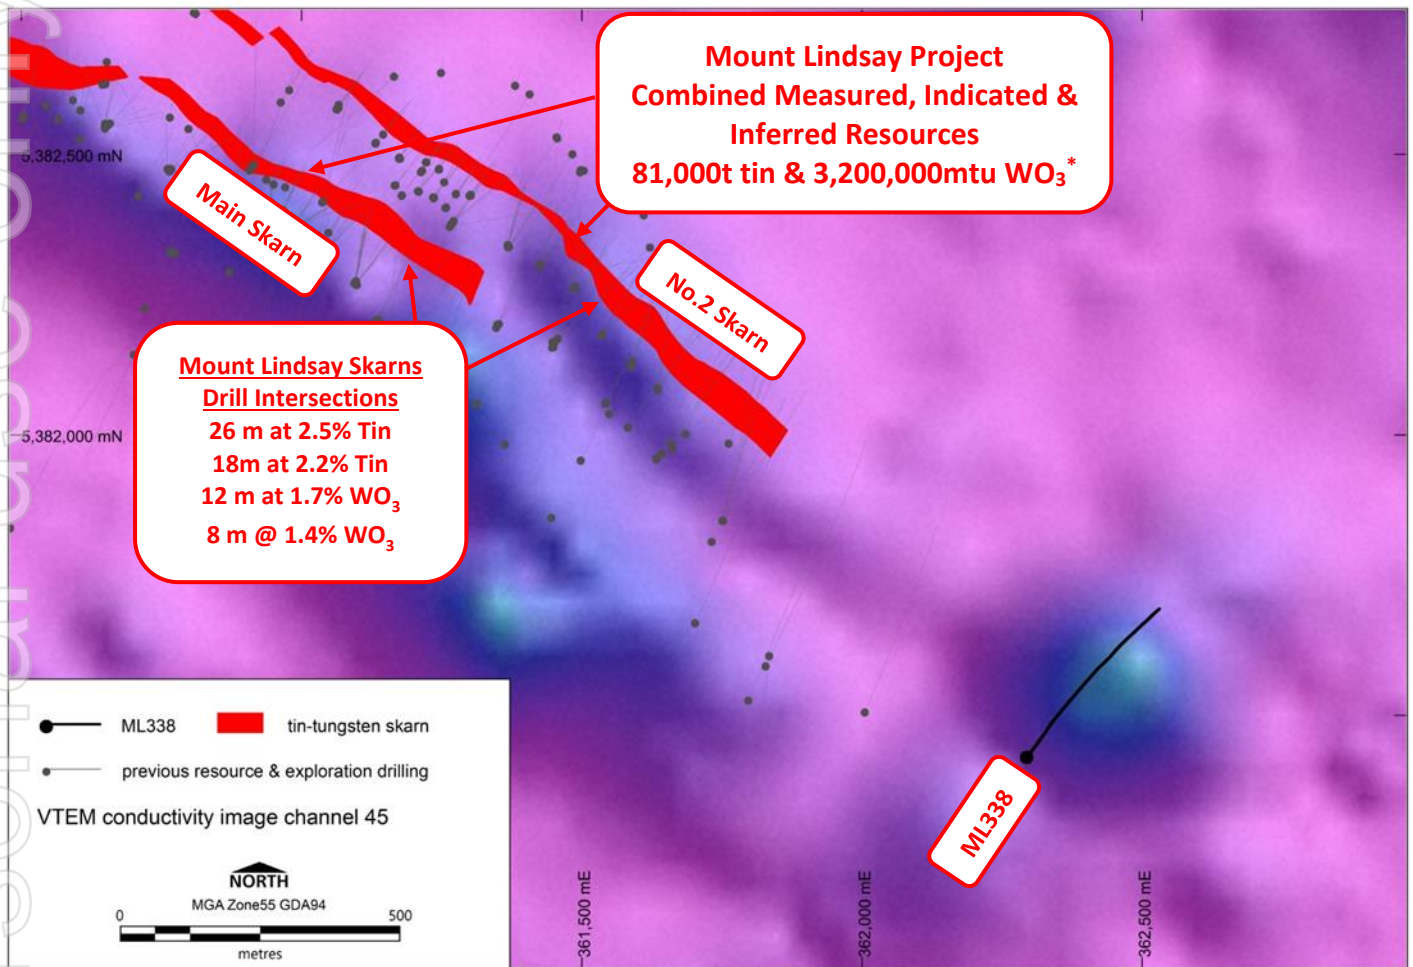 Mount Lindsay Project
Combined Measured, Indicated &
Inferred Resources
81,000t tin & 3,200,000mtu WO₃*
5,382,500 mN
Main Skarn
No.2 Skarn
Mount Lindsay Skarns
Drill Intersections
26 m at 2.5% Tin
18m at 2.2% Tin
12 m at 1.7% WO₃
8 m @ 1.4% WO₃
5,382,000 mN
ML338
ML338
tin-tungsten skarn
previous resource & exploration drilling
VTEM conductivity image channel 45
NORTH
MGA Zone55 GDA94
0
500
metres
361,500 mE
362,000 mE
362,500 mE